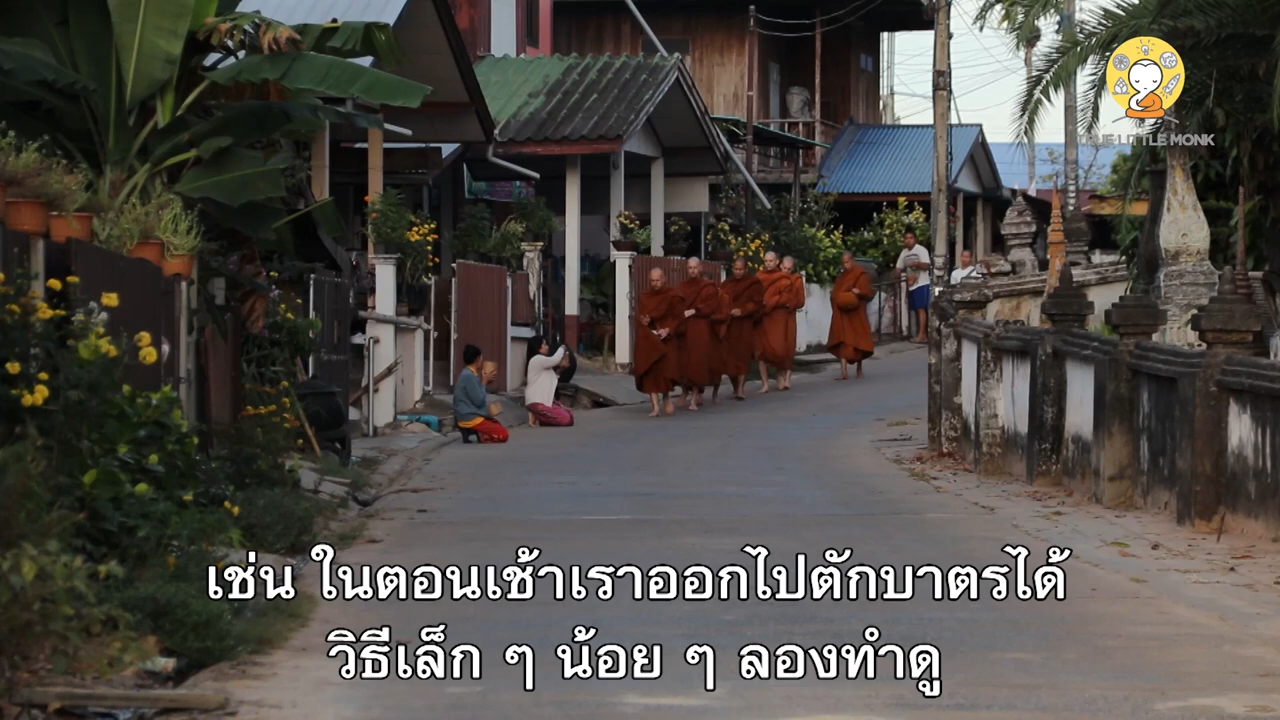 TRUE LITTLE MONK
เช่น ในตอนเช้าเราออกไปตักบาตรได้
วิธีเล็ก ๆ น้อย ๆ ลองทำดู